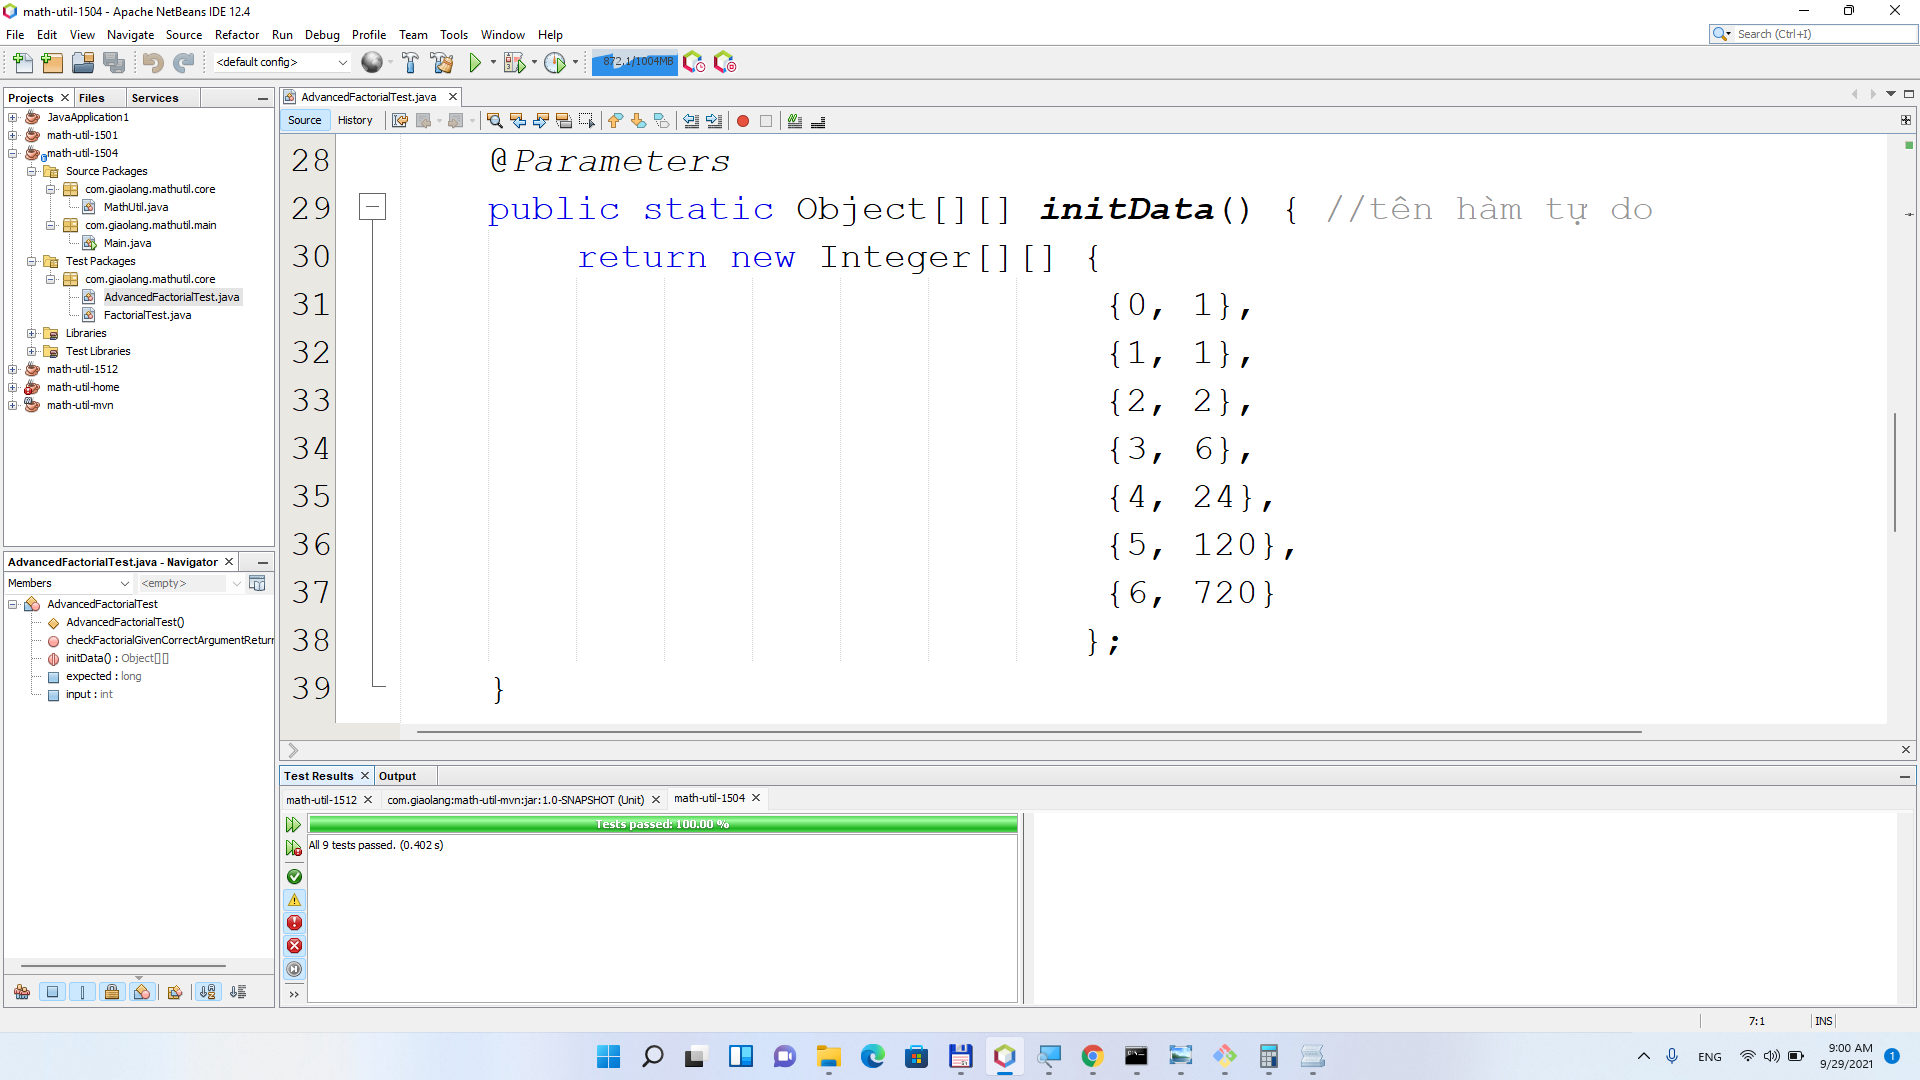 math-util-1504 - Apache NetBeans IDE 12.4
File Edit View Navigate Source Refactor Run Debug Profile Team Tools Window Help
Search (Ctrl+I)
<default config>
872,1/1004MB
Projects Files Services
JavaApplication1
math-util-1501
math-util-1504
Source Packages
com.giaolang.mathutil.core
MathUtil.java
com.giaolang.mathutil.main
Main.java
Test Packages
com.giaolang.mathutil.core
AdvancedFactorialTest.java
FactorialTest.java
Libraries
Test Libraries
math-util-1512
math-util-home
math-util-mvn
AdvancedFactorialTest.java - Navigator
Members <empty>
AdvancedFactorialTest
AdvancedFactorialTest()
checkFactorialGivenCorrectArgumentReturn
initData() : Object[][]
expected : long
input : int
AdvancedFactorialTest.java
Source History
28 @Parameters
29 public static Object[][] initData() { //tên hàm tự do
30 return new Integer[][] {
31 {0, 1},
32 {1, 1},
33 {2, 2},
34 {3, 6},
35 {4, 24},
36 {5, 120},
37 {6, 720}
38 };
39 }
Test Results Output
math-util-1512 com.giaolang:math-util-mvn:jar:1.0-SNAPSHOT (Unit) math-util-1504
Tests passed: 100.00 %
All 9 tests passed. (0.402 s)
7:1 INS
ENG
9:00 AM
9/29/2021
1